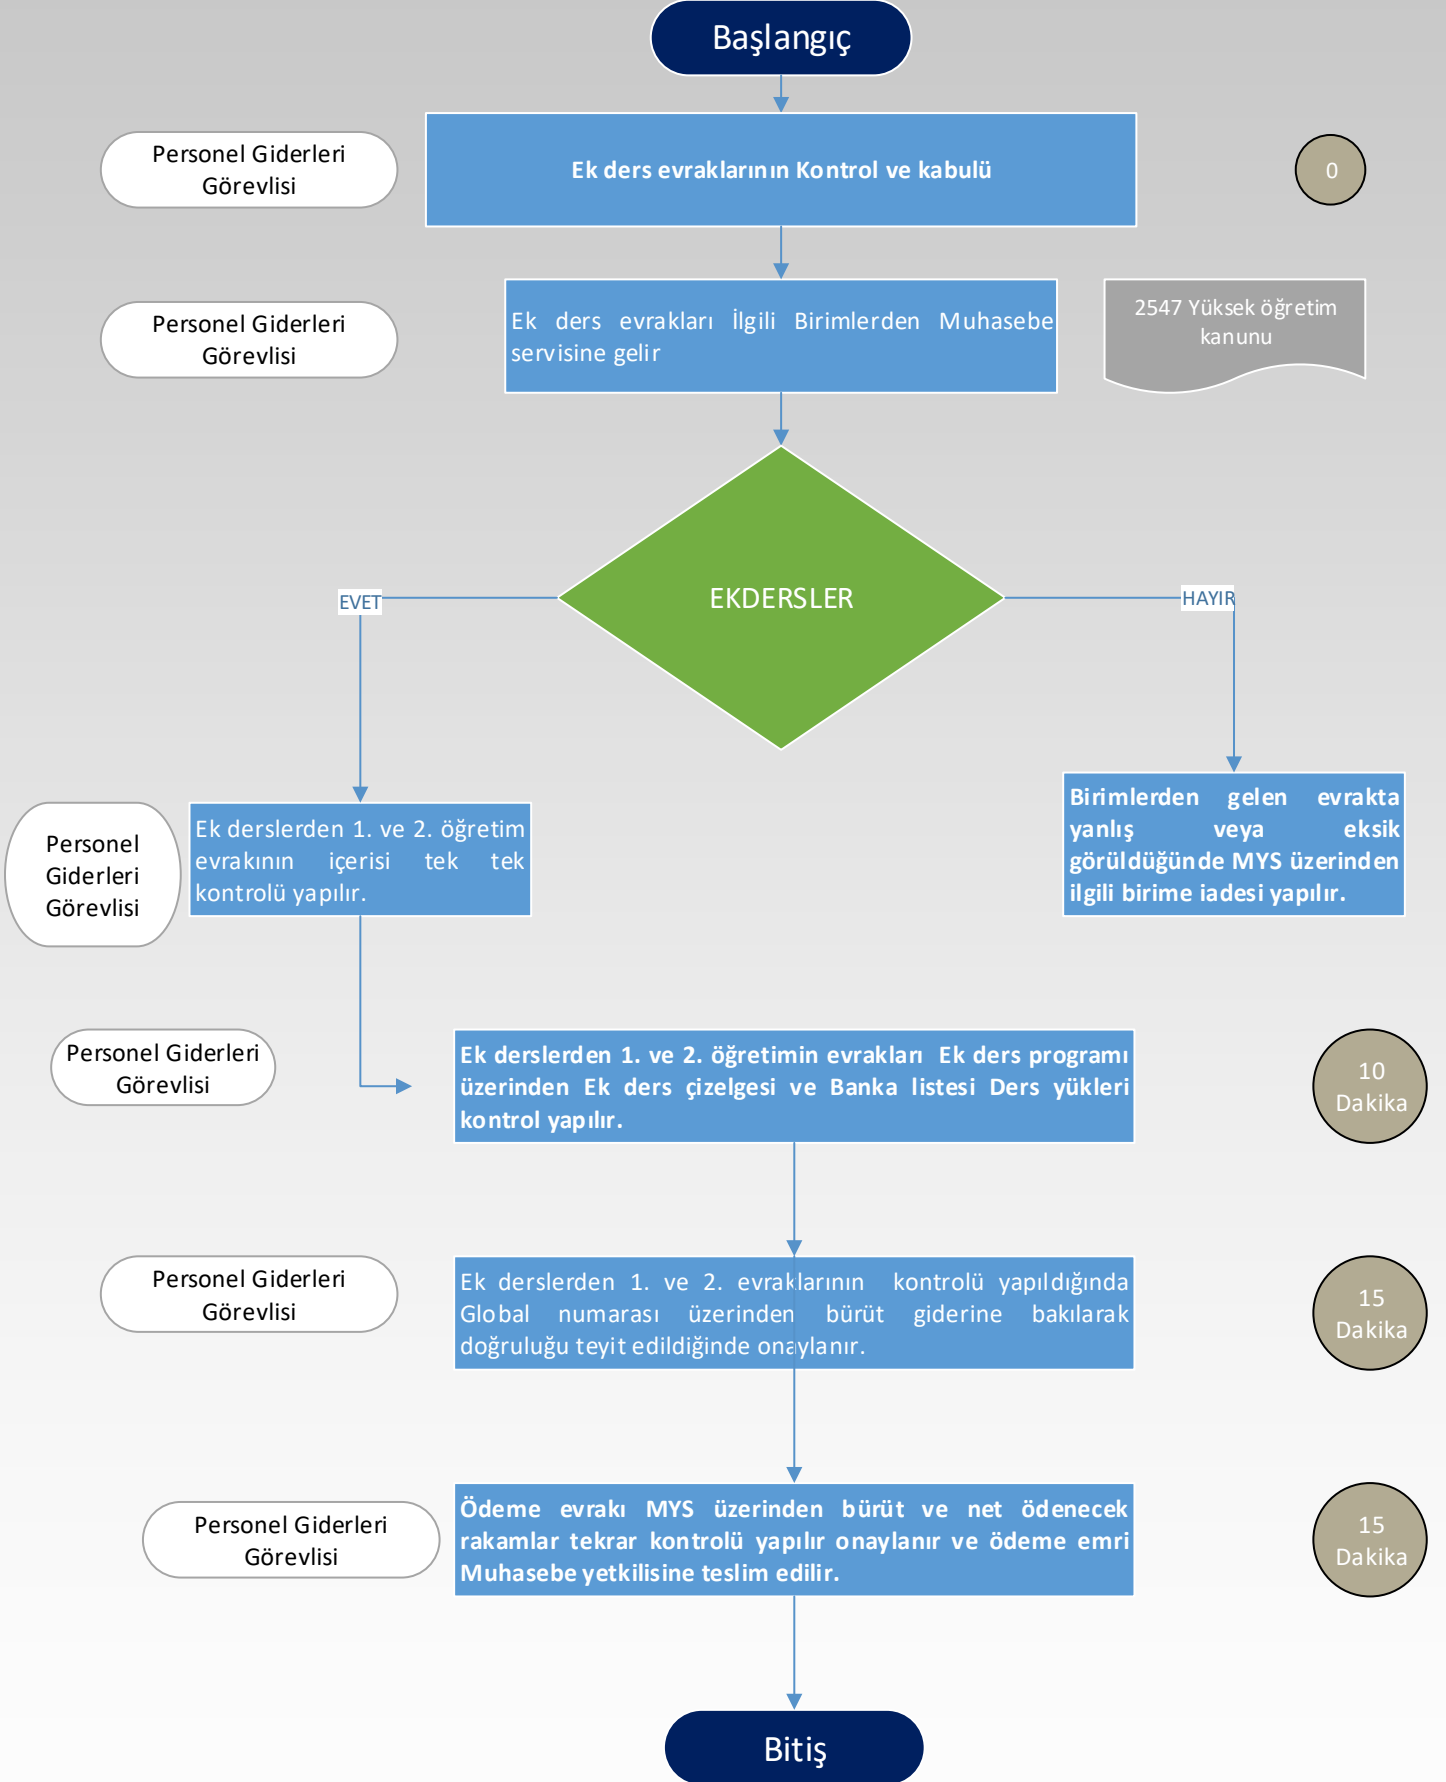 Başlangıç
Personel Giderleri
Görevlisi
Ek ders evraklarının Kontrol ve kabulü
0
Personel Giderleri
Görevlisi
Ek ders evrakları İlgili Birimlerden Muhasebe
servisine gelir
2547 Yüksek öğretim
kanunu
EKDERSLER
EVET
HAYIR
Personel
Giderleri
Görevlisi
Ek derslerden 1. ve 2. öğretim
evrakının içerisi tek tek
kontrolü yapılır.
Birimlerden gelen evrakta
yanlış veya eksik
görüldüğünde MYS üzerinden
ilgili birime iadesi yapılır.
Personel Giderleri
Görevlisi
Ek derslerden 1. ve 2. öğretimin evrakları Ek ders programı
üzerinden Ek ders çizelgesi ve Banka listesi Ders yükleri
kontrol yapılır.
10
Dakika
Personel Giderleri
Görevlisi
Ek derslerden 1. ve 2. evraklarının kontrolü yapıldığında
Global numarası üzerinden bürüt giderine bakılarak
doğruluğu teyit edildiğinde onaylanır.
15
Dakika
Personel Giderleri
Görevlisi
Ödeme evrakı MYS üzerinden bürüt ve net ödenecek
rakamlar tekrar kontrolü yapılır onaylanır ve ödeme emri
Muhasebe yetkilisine teslim edilir.
15
Dakika
Bitiş